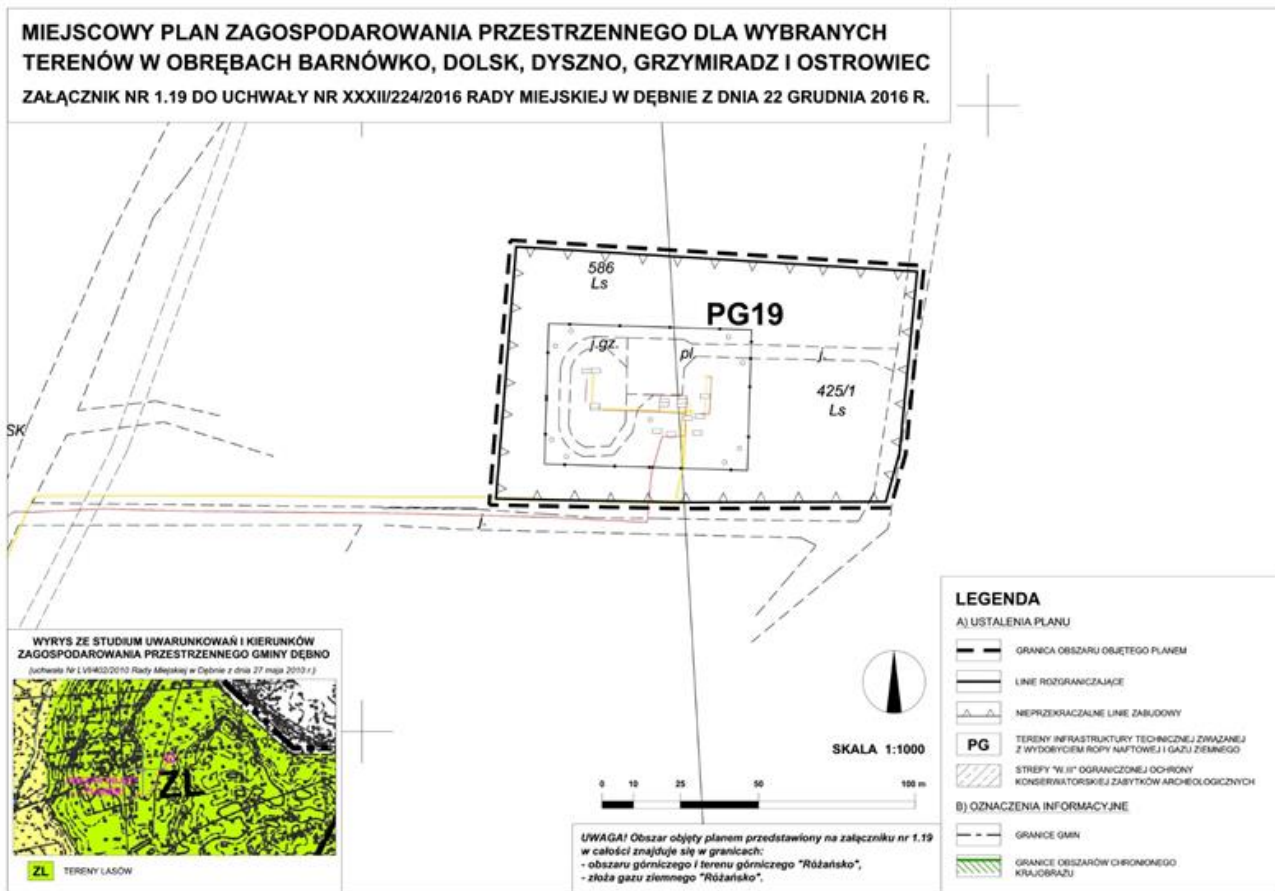 MIEJSCOWY PLAN ZAGOSPODAROWANIA PRZESTRZENNEGO DLA WYBRANYCH
TERENÓW W OBRĘBACH BARNÓWKO, DOLSK, DYSZNO, GRZYMIRADZ I OSTROWIEC
ZAŁĄCZNIK NR 1.19 DO UCHWAŁY NR XXXII/224/2016 RADY MIEJSKIEJ W DĘBNIE Z DNIA 22 GRUDNIA 2016 R.
586
Ls
PG19
j.gz.
pl.
j.
425/1
Ls
SK
j.
WYRYS ZE STUDIUM UWARUNKOWAŃ I KIERUNKÓW
ZAGOSPODAROWANIA PRZESTRZENNEGO GMINY DĘBNO
(uchwała Nr LVI/402/2010 Rady Miejskiej w Dębnie z dnia 27 maja 2010 r.)
ZL
ZL TERENY LASÓW
SKALA 1:1000
0 10 25 50 100 m
UWAGA! Obszar objęty planem przedstawiony na załączniku nr 1.19
w całości znajduje się w granicach:
- obszaru górniczego i terenu górniczego "Różańsko",
- złoża gazu ziemnego "Różańsko".
LEGENDA
A) USTALENIA PLANU
GRANICA OBSZARU OBJĘTEGO PLANEM
LINIE ROZGRANICZAJĄCE
NIEPRZEKRACZALNE LINIE ZABUDOWY
PG TERENY INFRASTRUKTURY TECHNICZNEJ ZWIĄZANEJ
Z WYDOBYCIEM ROPY NAFTOWEJ I GAZU ZIEMNEGO
STREFY "W.III" OGRANICZONEJ OCHRONY
KONSERWATORSKIEJ ZABYTKÓW ARCHEOLOGICZNYCH
B) OZNACZENIA INFORMACYJNE
GRANICE GMIN
GRANICE OBSZARÓW CHRONIONEGO
KRAJOBRAZU